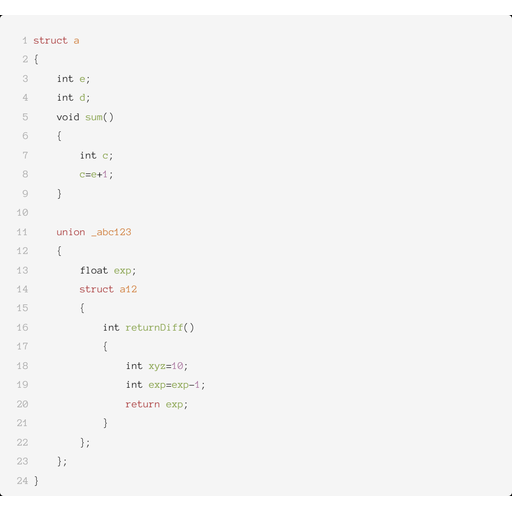 1 struct a
2 {
3     int e;
4     int d;
5     void sum()
6     {
7         int c;
8         c=e+1;
9     }
10
11     union _abc123
12     {
13         float exp;
14         struct a12
15         {
16             int returnDiff()
17             {
18                 int xyz=10;
19                 int exp=exp-1;
20                 return exp;
21             }
22         };
23     };
24 }